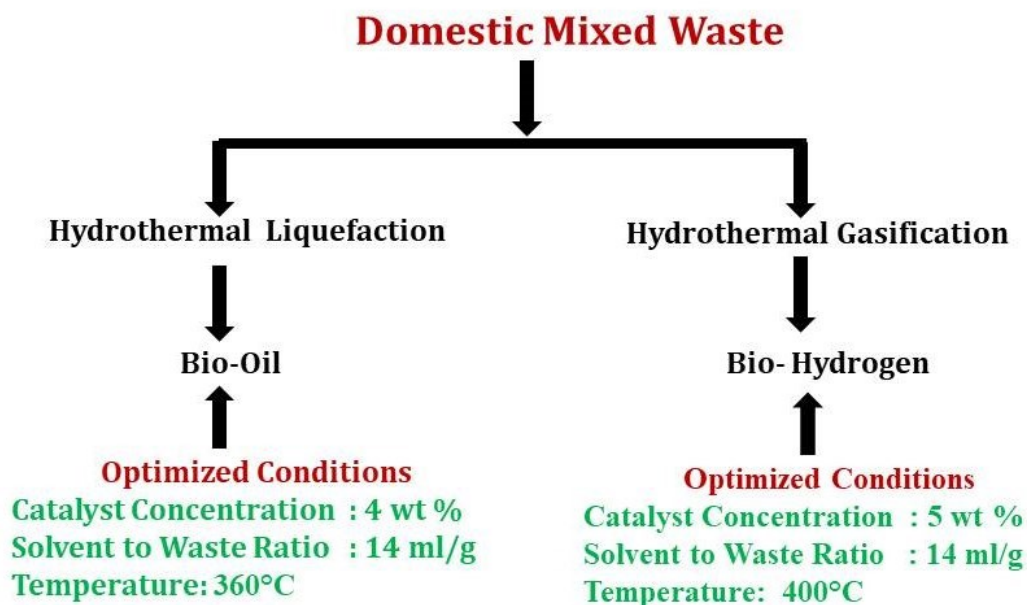 Domestic Mixed Waste
Hydrothermal Liquefaction
Hydrothermal Gasification
Bio-Oil
Bio- Hydrogen
Optimized Conditions
Catalyst Concentration : 4 wt %
Solvent to Waste Ratio : 14 ml/g
Temperature: 360°C
Optimized Conditions
Catalyst Concentration : 5 wt %
Solvent to Waste Ratio : 14 ml/g
Temperature: 400°C